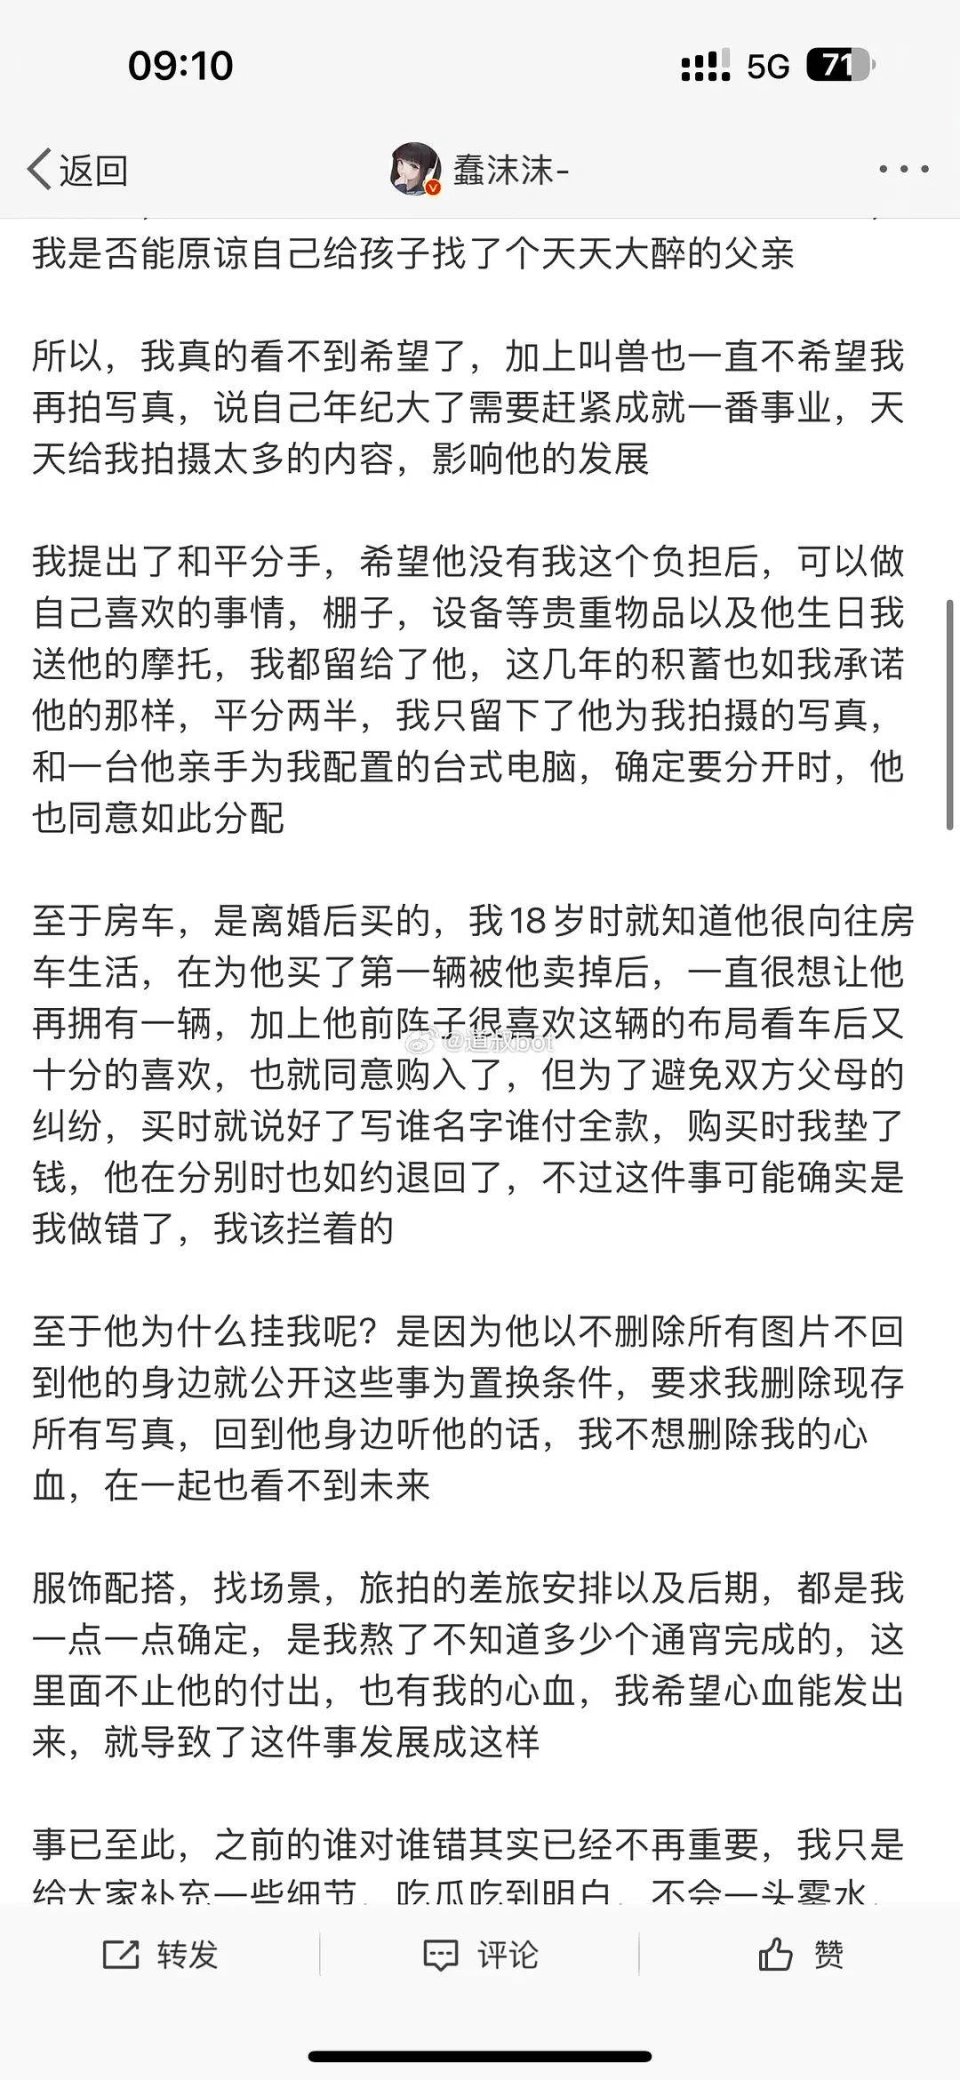 09:10
5G 71
返回
蠢沫沫-
我是否能原谅自己给孩子找了个天天大醉的父亲
所以，我真的看不到希望了，加上叫兽也一直不希望我
再拍写真，说自己年纪大了需要赶紧成就一番事业，天
天给我拍摄太多的内容，影响他的发展
我提出了和平分手，希望他没有我这个负担后，可以做
自己喜欢的事情，棚子，设备等贵重物品以及他生日我
送他的摩托，我都留给了他，这几年的积蓄也如我承诺
他的那样，平分两半，我只留下了他为我拍摄的写真，
和一台他亲手为我配置的台式电脑，确定要分开时，他
也同意如此分配
至于房车，是离婚后买的，我18岁时就知道他很向往房
车生活，在为他买了第一辆被他卖掉后，一直很想让他
再拥有一辆，加上他前阵子很喜欢这辆的布局看车后又
@道叔bot
十分的喜欢，也就同意购入了，但为了避免双方父母的
纠纷，买时就说好了写谁名字谁付全款，购买时我垫了
钱，他在分别时也如约退回了，不过这件事可能确实是
我做错了，我该拦着的
至于他为什么挂我呢？是因为他以不删除所有图片不回
到他的身边就公开这些事为置换条件，要求我删除现存
所有写真，回到他身边听他的话，我不想删除我的心
血，在一起也看不到未来
服饰配搭，找场景，旅拍的差旅安排以及后期，都是我
一点一点确定，是我熬了不知道多少个通宵完成的，这
里面不止他的付出，也有我的心血，我希望心血能发出
来，就导致了这件事发展成这样
事已至此，之前的谁对谁错其实已经不再重要，我只是
给大家补充一些细节，吃瓜吃到明白，不会一头雾水，
转发
评论
赞